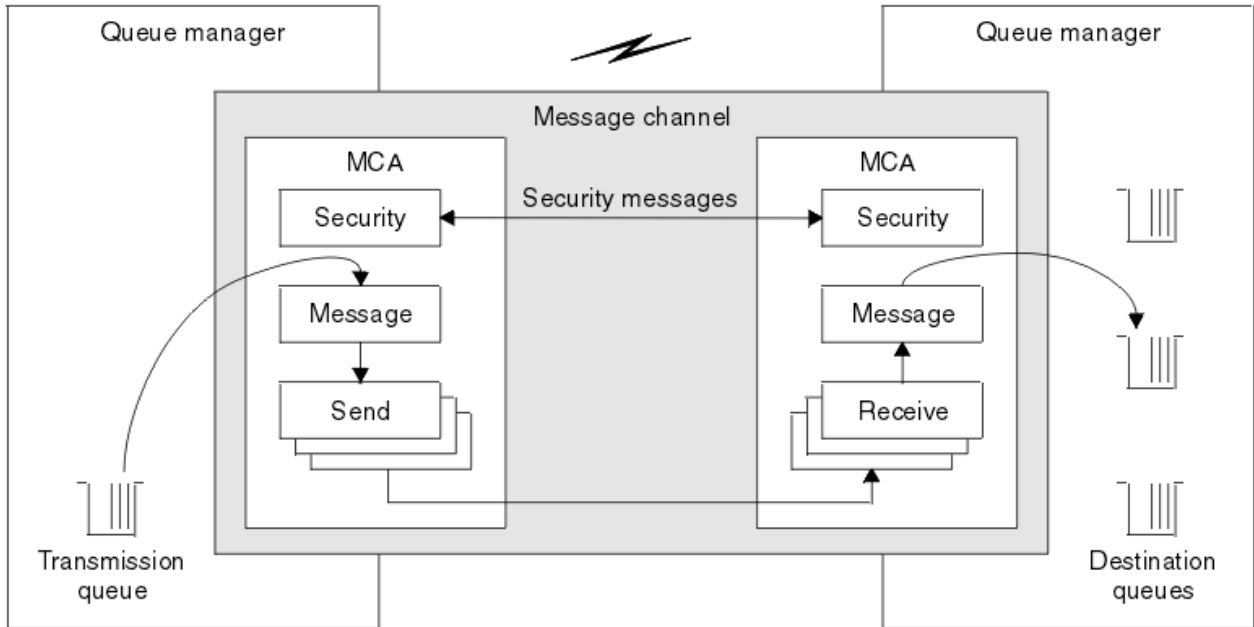 Queue manager
Queue manager
Message channel
MCA
MCA
Security
Security messages
Security
Message
Message
Send
Receive
Transmission
queue
Destination
queues